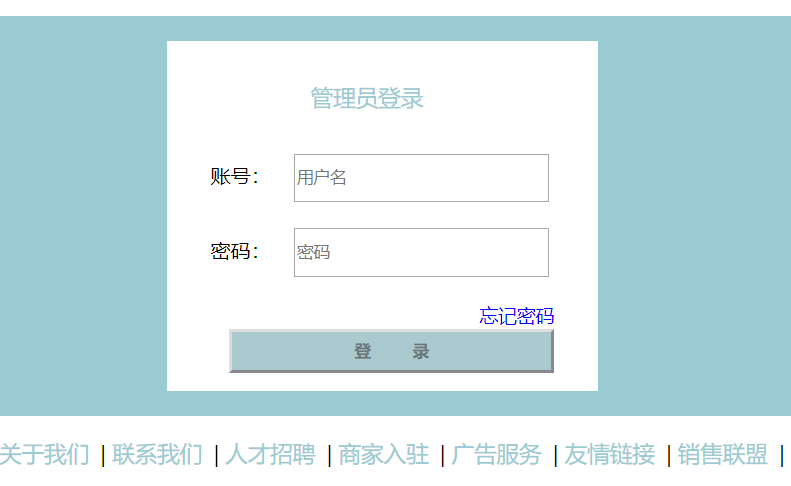 管理员登录
账号： 用户名
密码： 密码
忘记密码
登 录
关于我们 | 联系我们 | 人才招聘 | 商家入驻 | 广告服务 | 友情链接 | 销售联盟 |